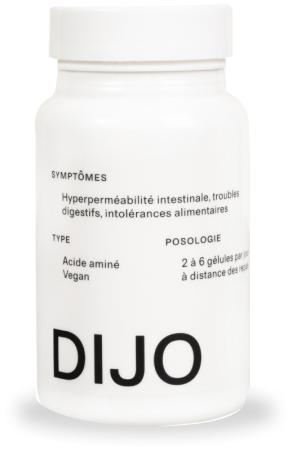 SYMPTÔMES
Hyperperméabilité intestinale, troubles
digestifs, intolérances alimentaires
TYPE
Acide aminé
Vegan
POSOLOGIE
2 à 6 gélules par
à distance des
DIJO